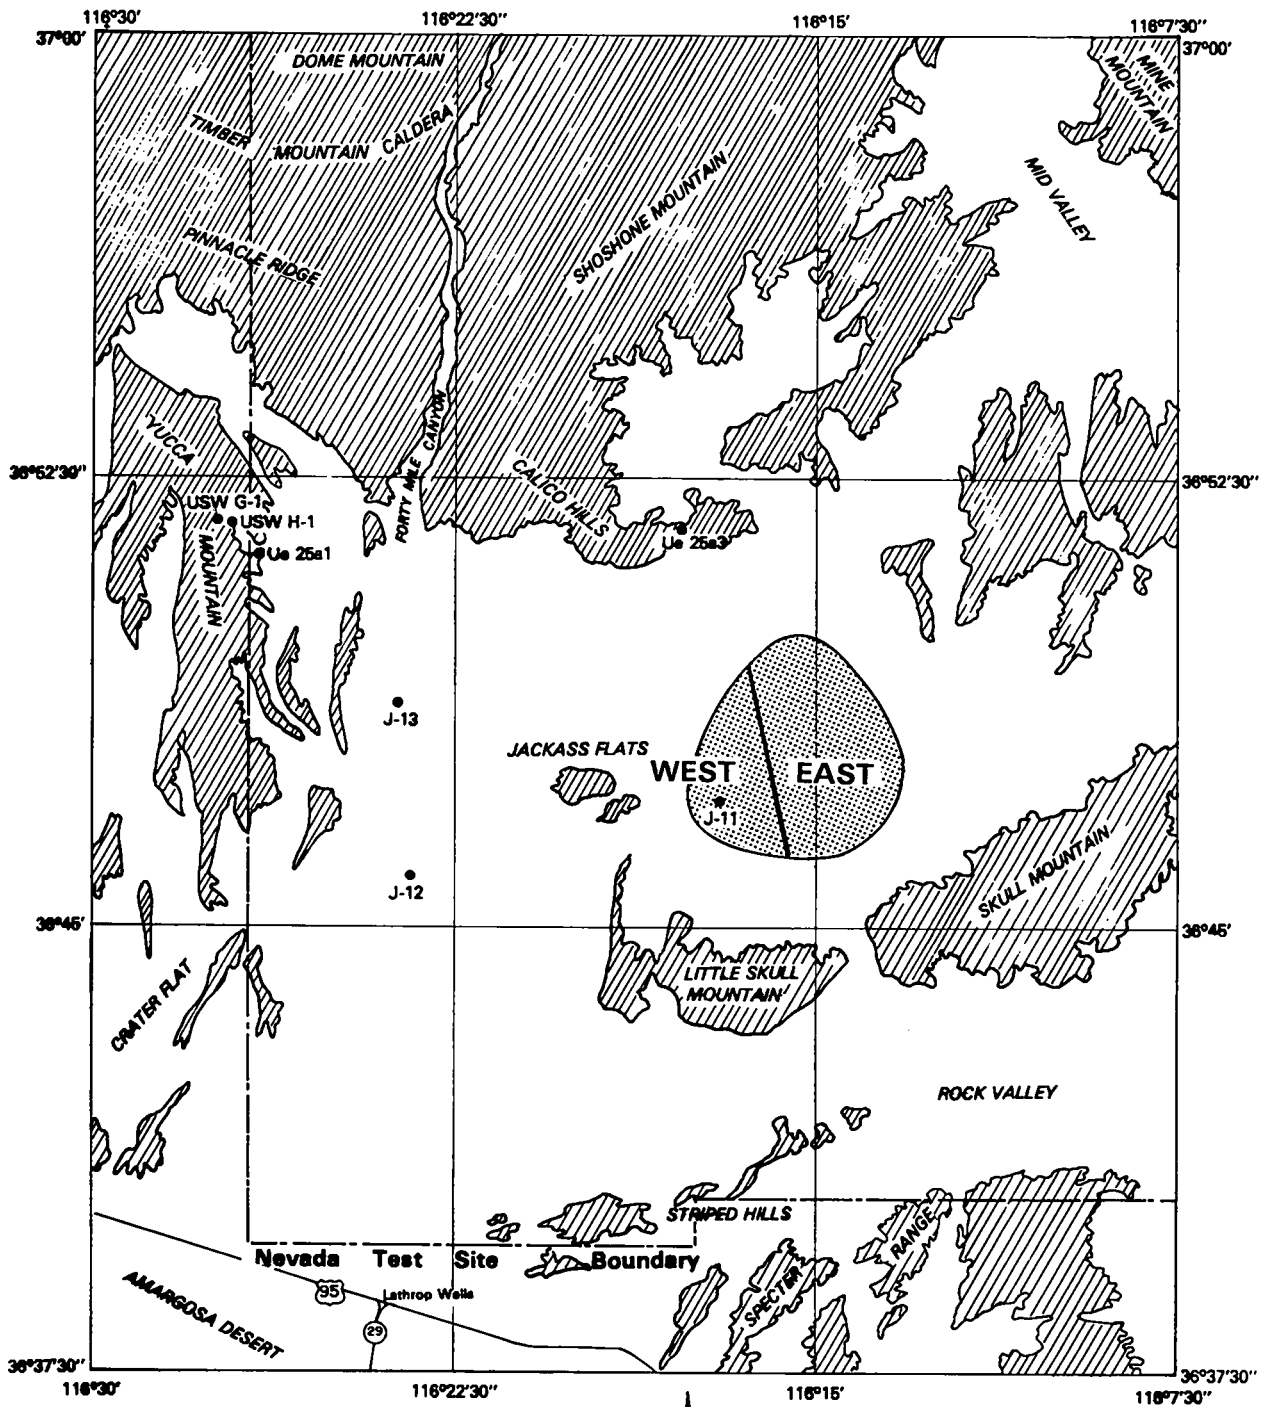 116°30' 116°22'30" 116°15' 116°7'30"
37°00' 37°00'
DOME MOUNTAIN
MINE
MOUNTAIN
TIMBER MOUNTAIN CALDERA
MID VALLEY
SHOSHONE MOUNTAIN
PINNACLE RIDGE
FORTY MILE CANYON
YUCCA
MOUNTAIN
CALICO HILLS
36°52'30" 36°52'30"
USW G-1
USW H-1
Ue 25a1
Ue 25a3
J-13
JACKASS FLATS
WEST EAST
J-11
J-12
SKULL MOUNTAIN
36°45' 36°45'
LITTLE SKULL
MOUNTAIN
CRATER FLAT
ROCK VALLEY
STRIPED HILLS
RANGE
SPECTER
Nevada Test Site Boundary
95
Lathrop Wells
29
AMARGOSA DESERT
36°37'30" 36°37'30"
116°30' 116°22'30" 116°15' 116°7'30"